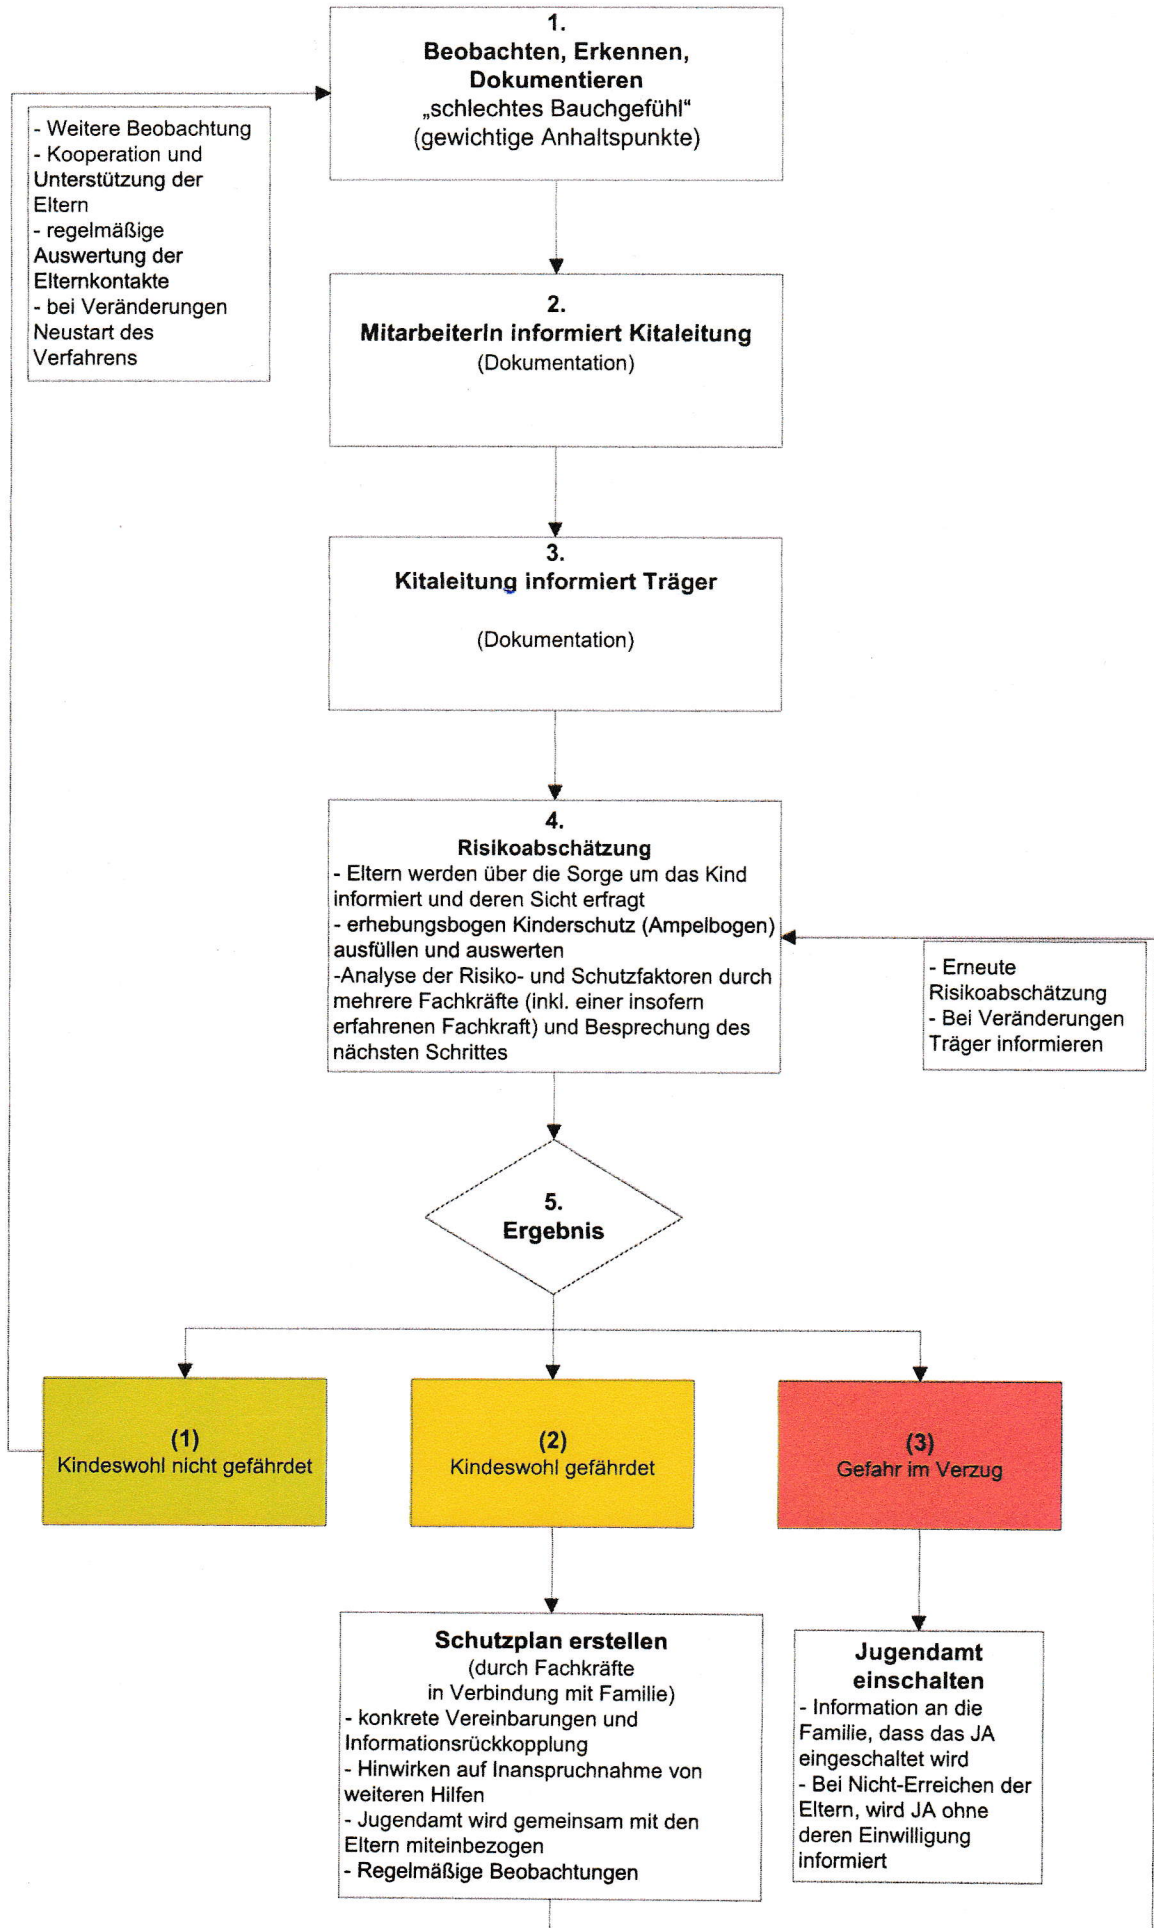 1.
Beobachten, Erkennen,
Dokumentieren
„schlechtes Bauchgefühl“
(gewichtige Anhaltspunkte)
- Weitere Beobachtung
- Kooperation und
Unterstützung der
Eltern
- regelmäßige
Auswertung der
Elternkontakte
- bei Veränderungen
Neustart des
Verfahrens
2.
MitarbeiterIn informiert Kitaleitung
(Dokumentation)
3.
Kitaleitung informiert Träger
(Dokumentation)
4.
Risikoabschätzung
- Eltern werden über die Sorge um das Kind
informiert und deren Sicht erfragt
- erhebungsbogen Kinderschutz (Ampelbogen)
ausfüllen und auswerten
-Analyse der Risiko- und Schutzfaktoren durch
mehrere Fachkräfte (inkl. einer insofern
erfahrenen Fachkraft) und Besprechung des
nächsten Schrittes
- Erneute
Risikoabschätzung
- Bei Veränderungen
Träger informieren
5.
Ergebnis
(1)
Kindeswohl nicht gefährdet
(2)
Kindeswohl gefährdet
(3)
Gefahr im Verzug
Schutzplan erstellen
(durch Fachkräfte
in Verbindung mit Familie)
- konkrete Vereinbarungen und
Informationsrückkopplung
- Hinwirken auf Inanspruchnahme von
weiteren Hilfen
- Jugendamt wird gemeinsam mit den
Eltern miteinbezogen
- Regelmäßige Beobachtungen
Jugendamt
einschalten
- Information an die
Familie, dass das JA
eingeschaltet wird
- Bei Nicht-Erreichen der
Eltern, wird JA ohne
deren Einwilligung
informiert